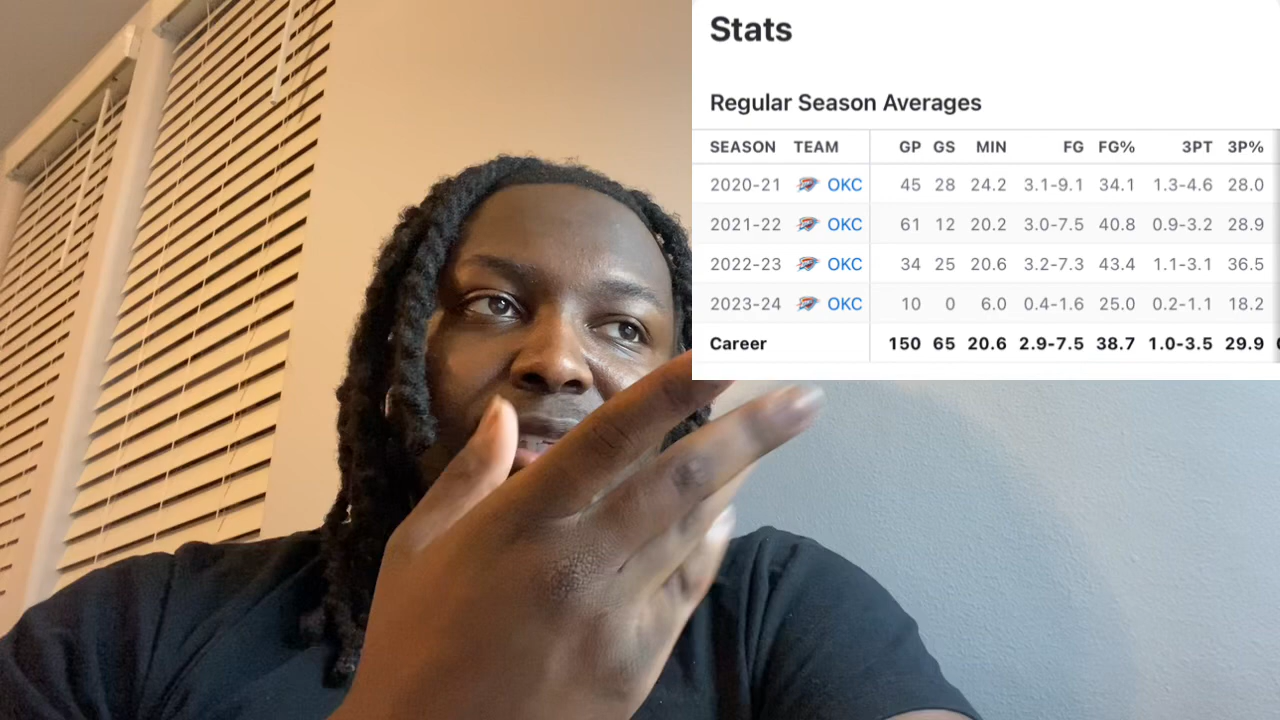 Stats
Regular Season Averages
SEASON TEAM GP GS MIN FG FG% 3PT 3P%
2020-21 OKC 45 28 24.2 3.1-9.1 34.1 1.3-4.6 28.0
2021-22 OKC 61 12 20.2 3.0-7.5 40.8 0.9-3.2 28.9
2022-23 OKC 34 25 20.6 3.2-7.3 43.4 1.1-3.1 36.5
2023-24 OKC 10 0 6.0 0.4-1.6 25.0 0.2-1.1 18.2
Career 150 65 20.6 2.9-7.5 38.7 1.0-3.5 29.9